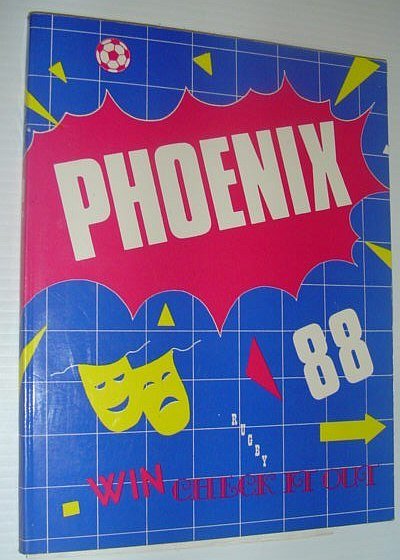 PHOENIX
88
RUGBY
WIN CHECK IT OUT